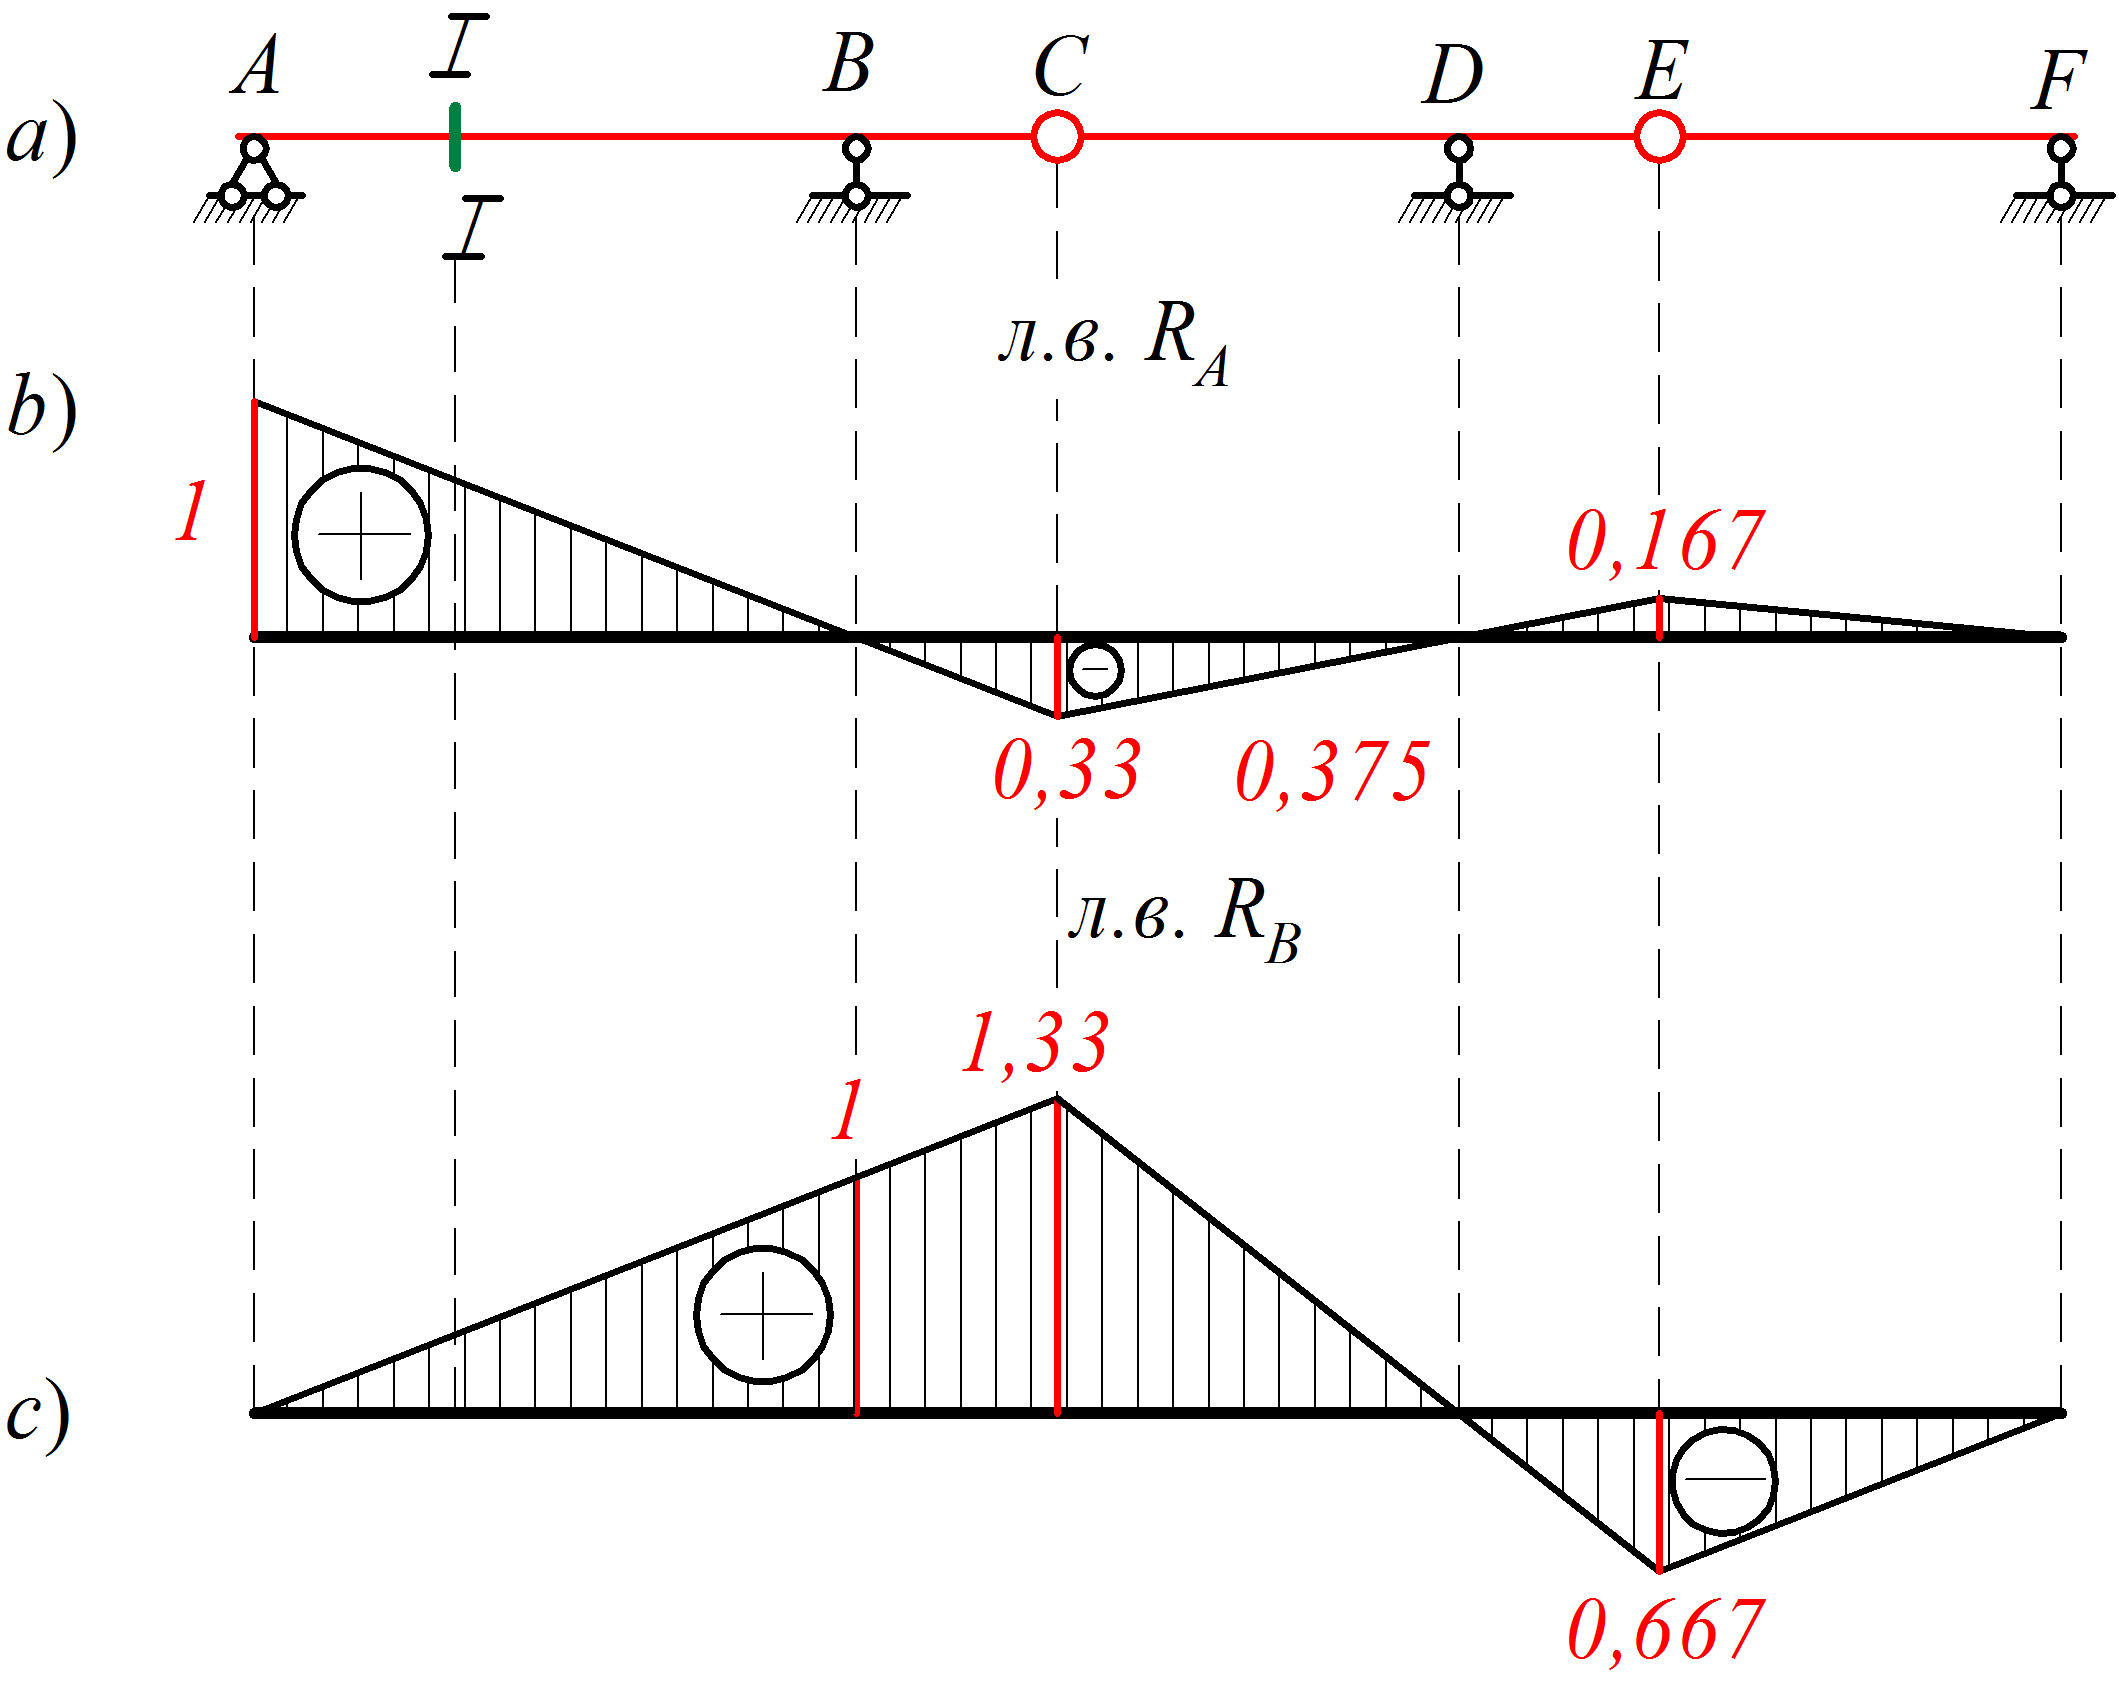 I
A B C D E F
a)
I
л.в. R_A
b)
1
0,167
0,33 0,375
л.в. R_B
1,33
1
c)
0,667